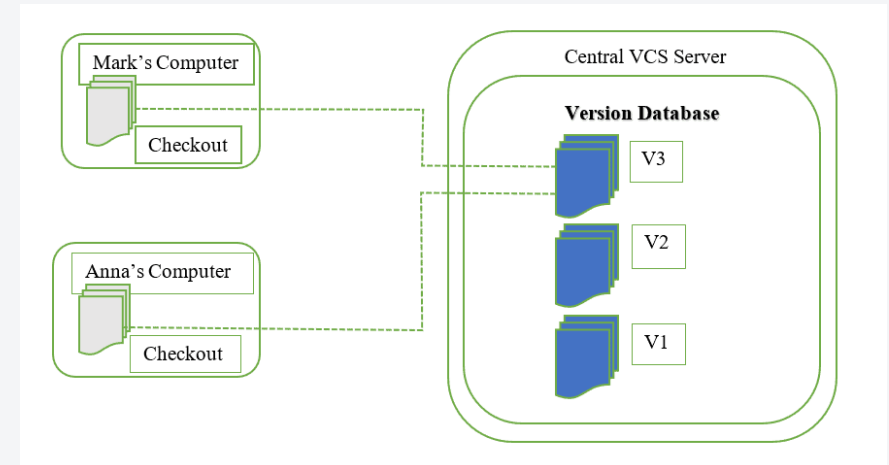 Mark’s Computer
Checkout
Anna’s Computer
Checkout
Central VCS Server
Version Database
V3
V2
V1